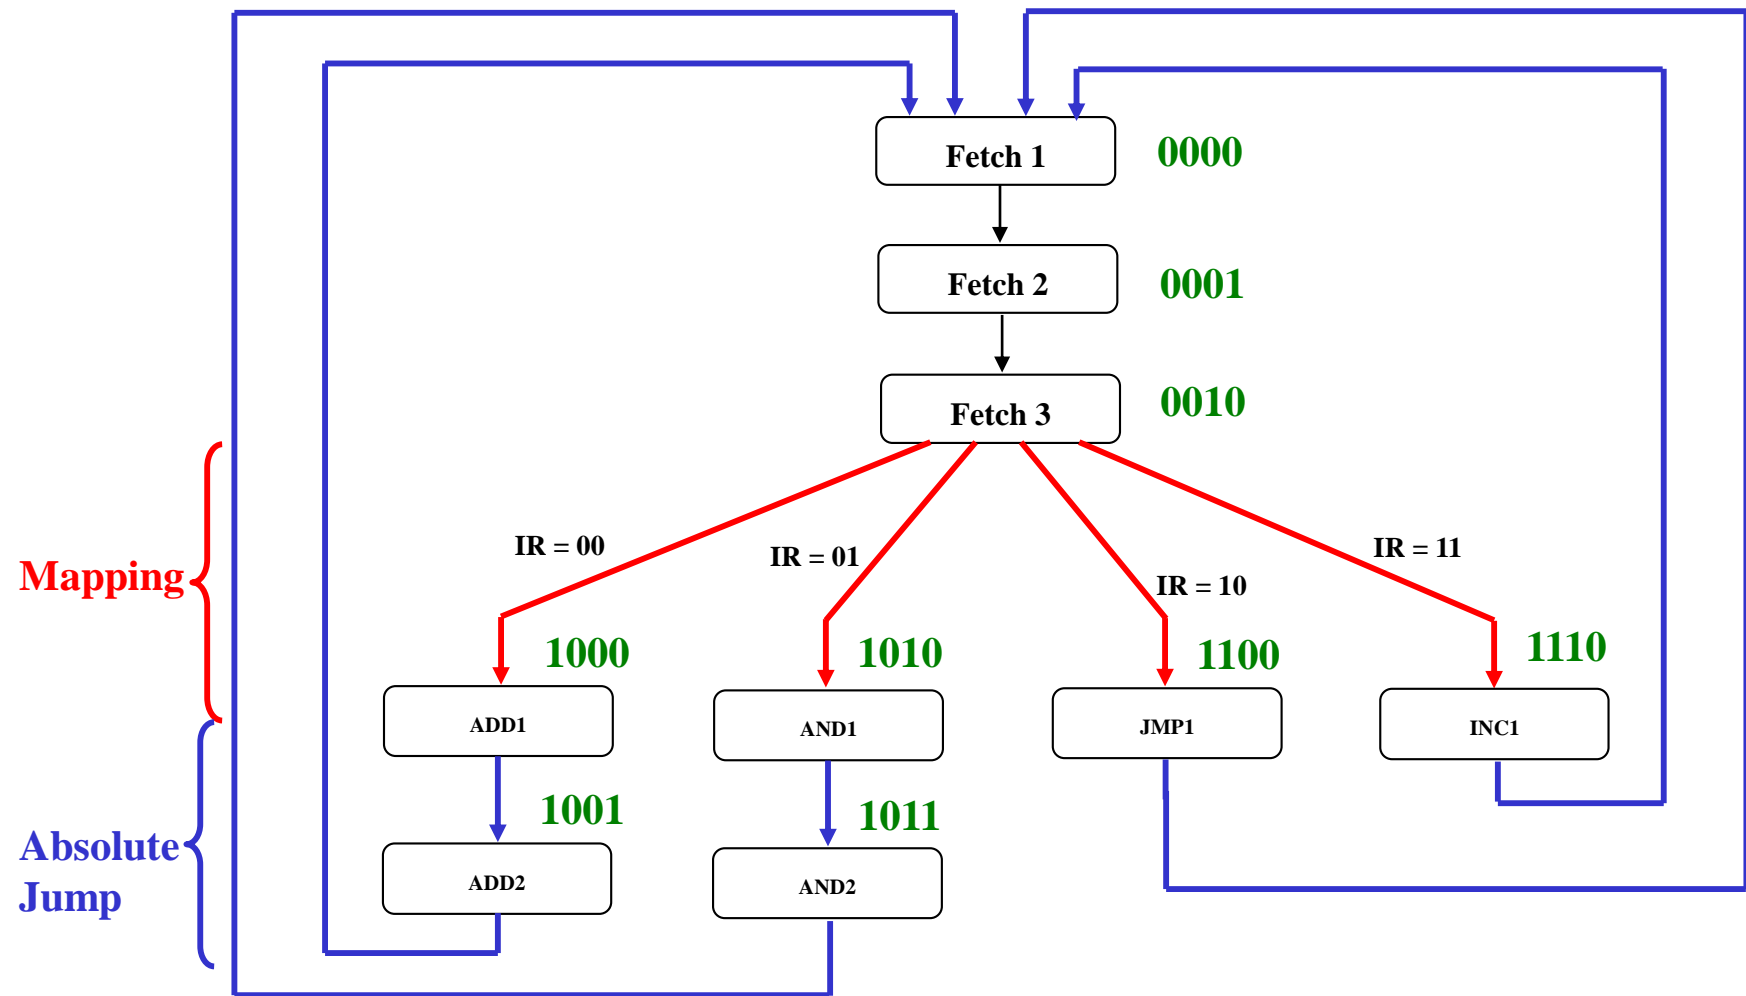 Fetch 1
0000
Fetch 2
0001
Fetch 3
0010
IR = 00
IR = 01
IR = 10
IR = 11
Mapping
1000
1010
1100
1110
ADD1
AND1
JMP1
INC1
1001
1011
Absolute
Jump
ADD2
AND2